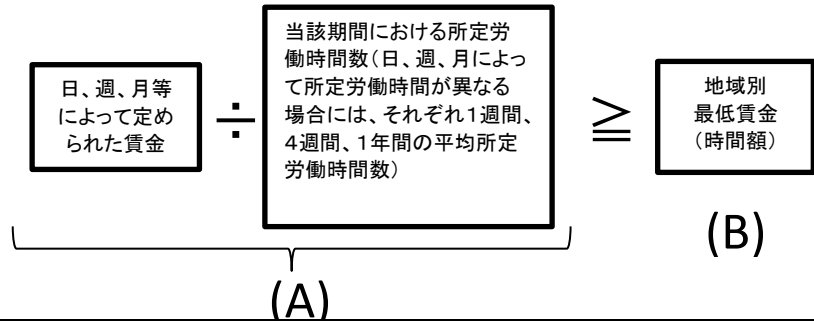 日、週、月等
によって定め
られた賃金
÷
当該期間における所定労
働時間数(日、週、月によっ
て所定労働時間が異なる
場合には、それぞれ1週間、
4週間、1年間の平均所定
労働時間数)
≧
地域別
最低賃金
(時間額)
(A)
(B)